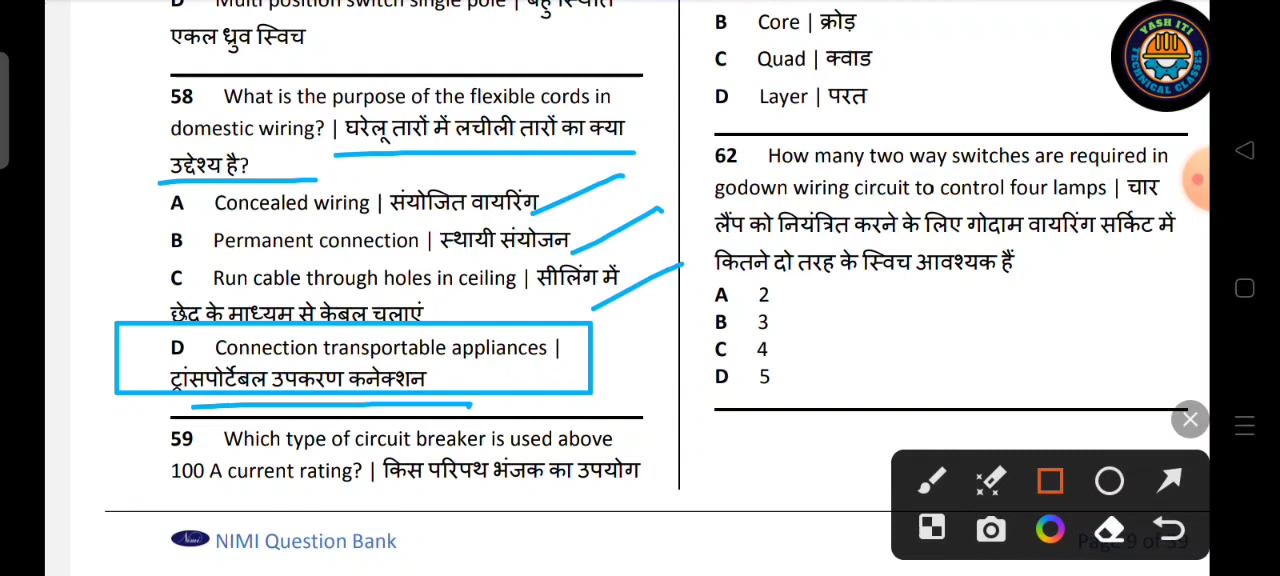 एकल ध्रुव स्विच
58 What is the purpose of the flexible cords in
domestic wiring? | घरेलू तारों में लचीली तारों का क्या
उद्देश्य है?
A Concealed wiring | संयोजित वायरिंग
B Permanent connection | स्थायी संयोजन
C Run cable through holes in ceiling | सीलिंग में
छेद के माध्यम से केबल चलाएं
D Connection transportable appliances |
ट्रांसपोर्टेबल उपकरण कनेक्शन
59 Which type of circuit breaker is used above
100 A current rating? | किस परिपथ भंजक का उपयोग
B Core | क्रोड़
C Quad | क्वाड
D Layer | परत
62 How many two way switches are required in
godown wiring circuit to control four lamps | चार
लैंप को नियंत्रित करने के लिए गोदाम वायरिंग सर्किट में
कितने दो तरह के स्विच आवश्यक हैं
A 2
B 3
C 4
D 5
YASH ITI
TECHNICAL CLASSES
Nimi NIMI Question Bank